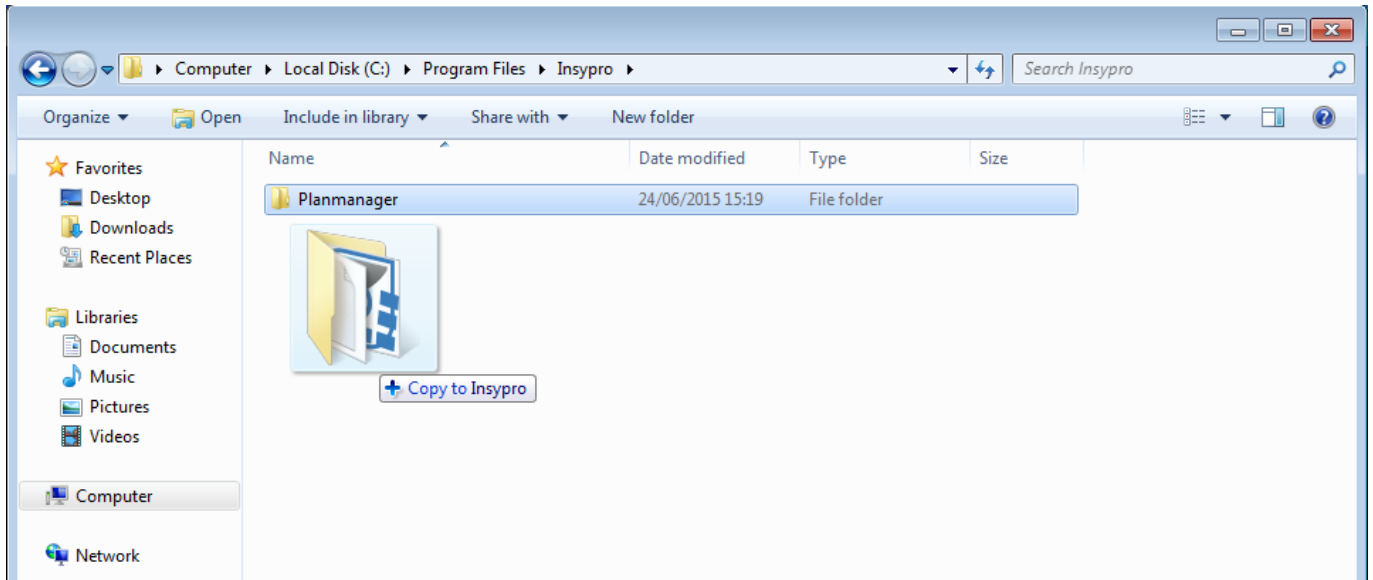 Computer Local Disk (C:) Program Files Insypro Search Insypro
Organize Open Include in library Share with New folder
Name Date modified Type Size
Favorites
Planmanager 24/06/2015 15:19 File folder
Desktop
Downloads
Recent Places
Libraries
Documents
Music
Copy to Insypro
Pictures
Videos
Computer
Network